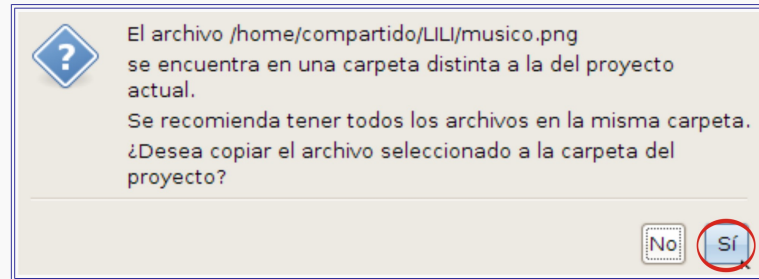 El archivo /home/compartido/LILI/musico.png
se encuentra en una carpeta distinta a la del proyecto
actual.
Se recomienda tener todos los archivos en la misma carpeta.
¿Desea copiar el archivo seleccionado a la carpeta del
proyecto?
No Sí